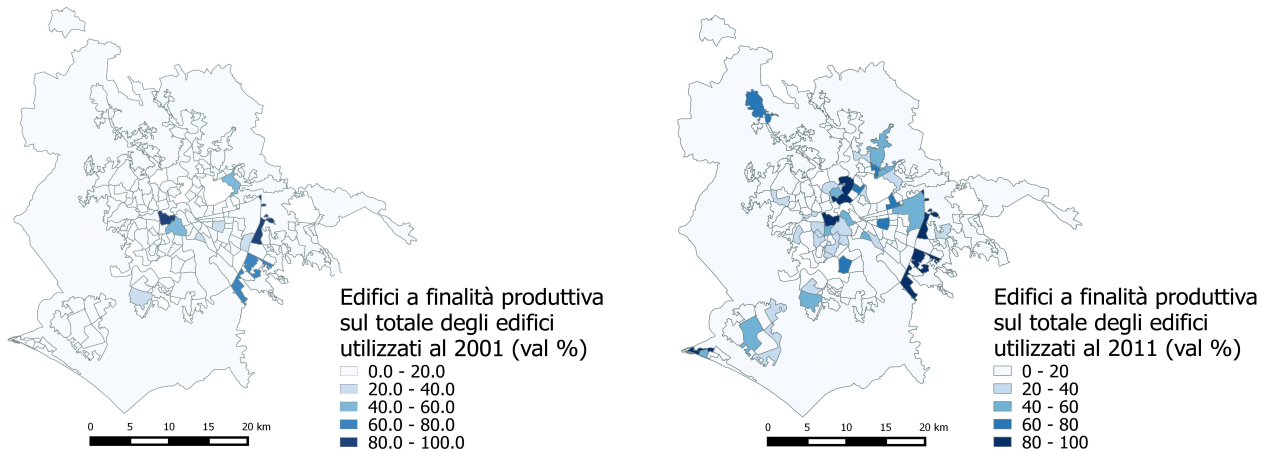 Edifici a finalità produttiva
sul totale degli edifici
utilizzati al 2001 (val %)
0.0 - 20.0
20.0 - 40.0
40.0 - 60.0
60.0 - 80.0
80.0 - 100.0
0 5 10 15 20 km
Edifici a finalità produttiva
sul totale degli edifici
utilizzati al 2011 (val %)
0 - 20
20 - 40
40 - 60
60 - 80
80 - 100
0 5 10 15 20 km